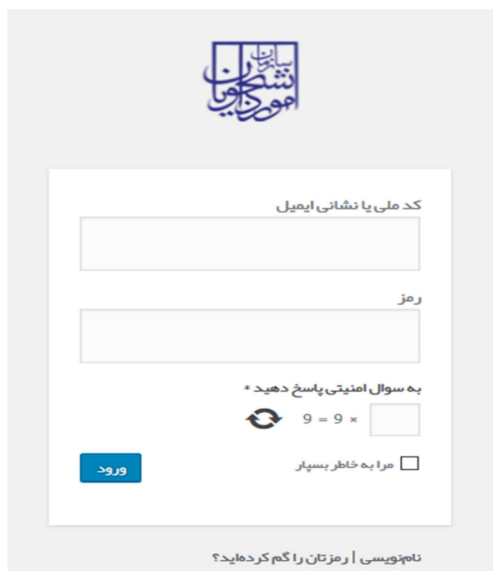 سازمان
امور دانشجویان
کد ملی یا نشانی ایمیل
رمز
به سوال امنیتی پاسخ دهید *
× 9 = 9
مرا به خاطر بسپار
ورود
نام‌نویسی | رمزتان را گم کرده‌اید؟